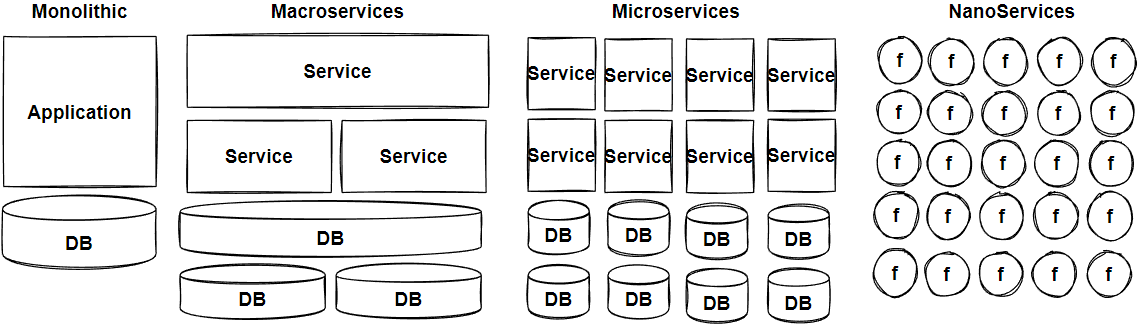 Monolithic
Macroservices
Microservices
NanoServices
Application
DB
Service
Service Service
DB
DB DB
Service Service Service Service
Service Service Service Service
DB DB DB DB
DB DB DB DB
f f f f f
f f f f f
f f f f f
f f f f f
f f f f f